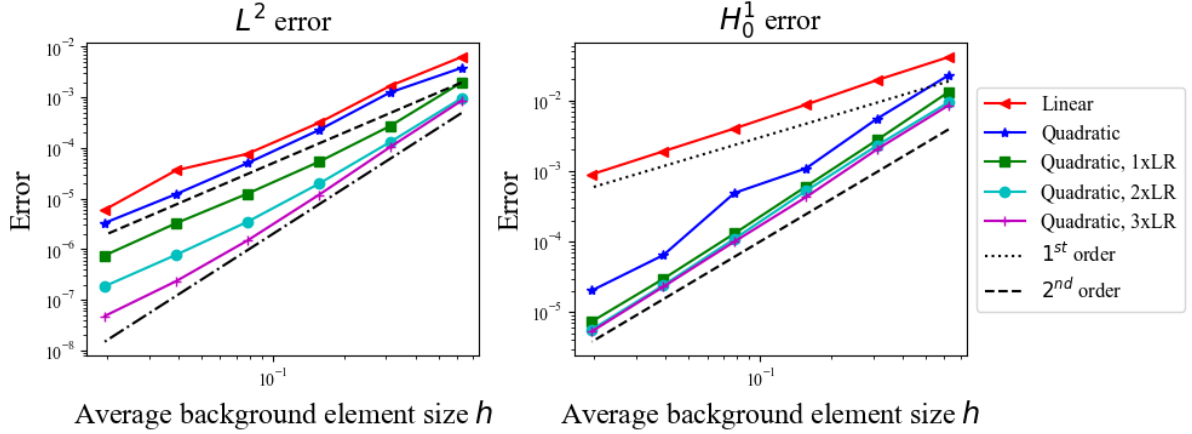 L² error
10⁻²
10⁻³
10⁻⁴
10⁻⁵
10⁻⁶
10⁻⁷
10⁻⁸
Error
10⁻¹
Average background element size h
H₀¹ error
10⁻²
10⁻³
10⁻⁴
10⁻⁵
Error
10⁻¹
Average background element size h
Linear
Quadratic
Quadratic, 1xLR
Quadratic, 2xLR
Quadratic, 3xLR
1ˢᵗ order
2ⁿᵈ order